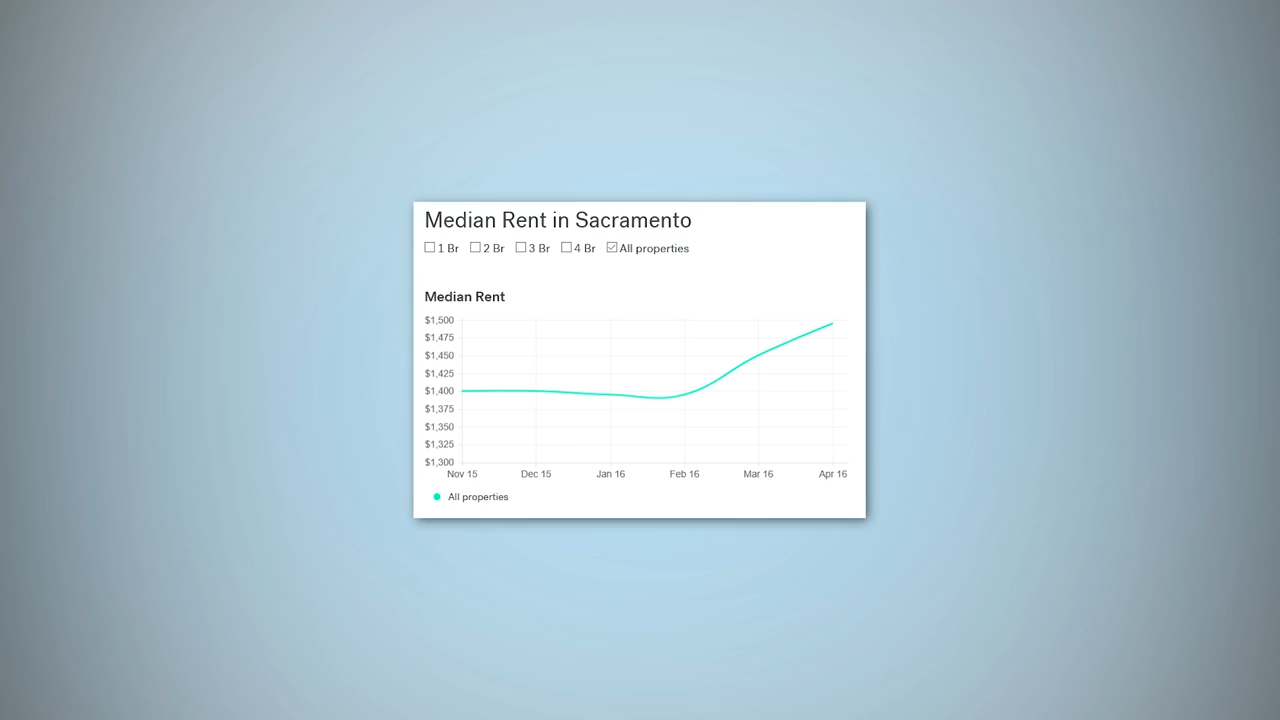 Median Rent in Sacramento
1 Br 2 Br 3 Br 4 Br All properties
Median Rent
$1,500
$1,475
$1,450
$1,425
$1,400
$1,375
$1,350
$1,325
$1,300
Nov 15 Dec 15 Jan 16 Feb 16 Mar 16 Apr 16
All properties